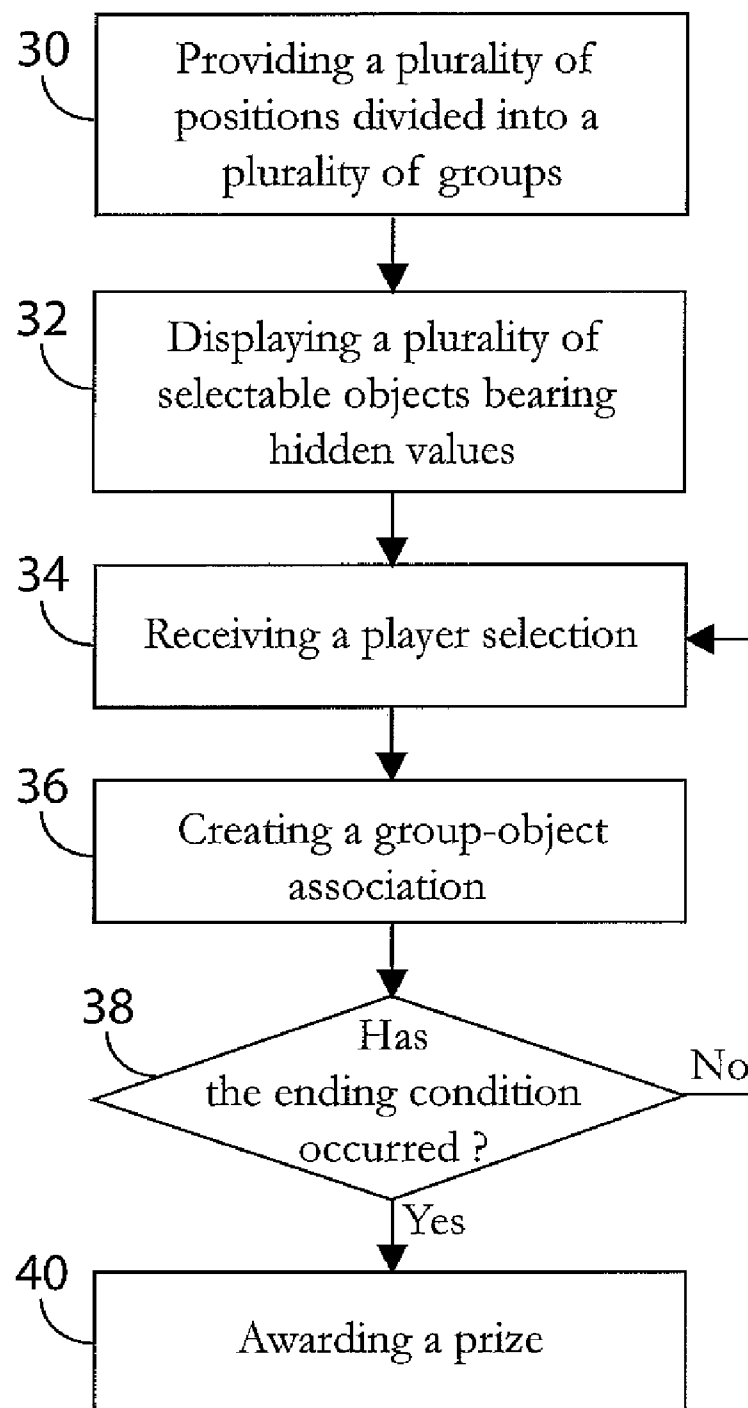 30
Providing a plurality of
positions divided into a
plurality of groups
32
Displaying a plurality of
selectable objects bearing
hidden values
34
Receiving a player selection
36
Creating a group-object
association
38
Has
the ending condition
occurred ?
No
Yes
40
Awarding a prize